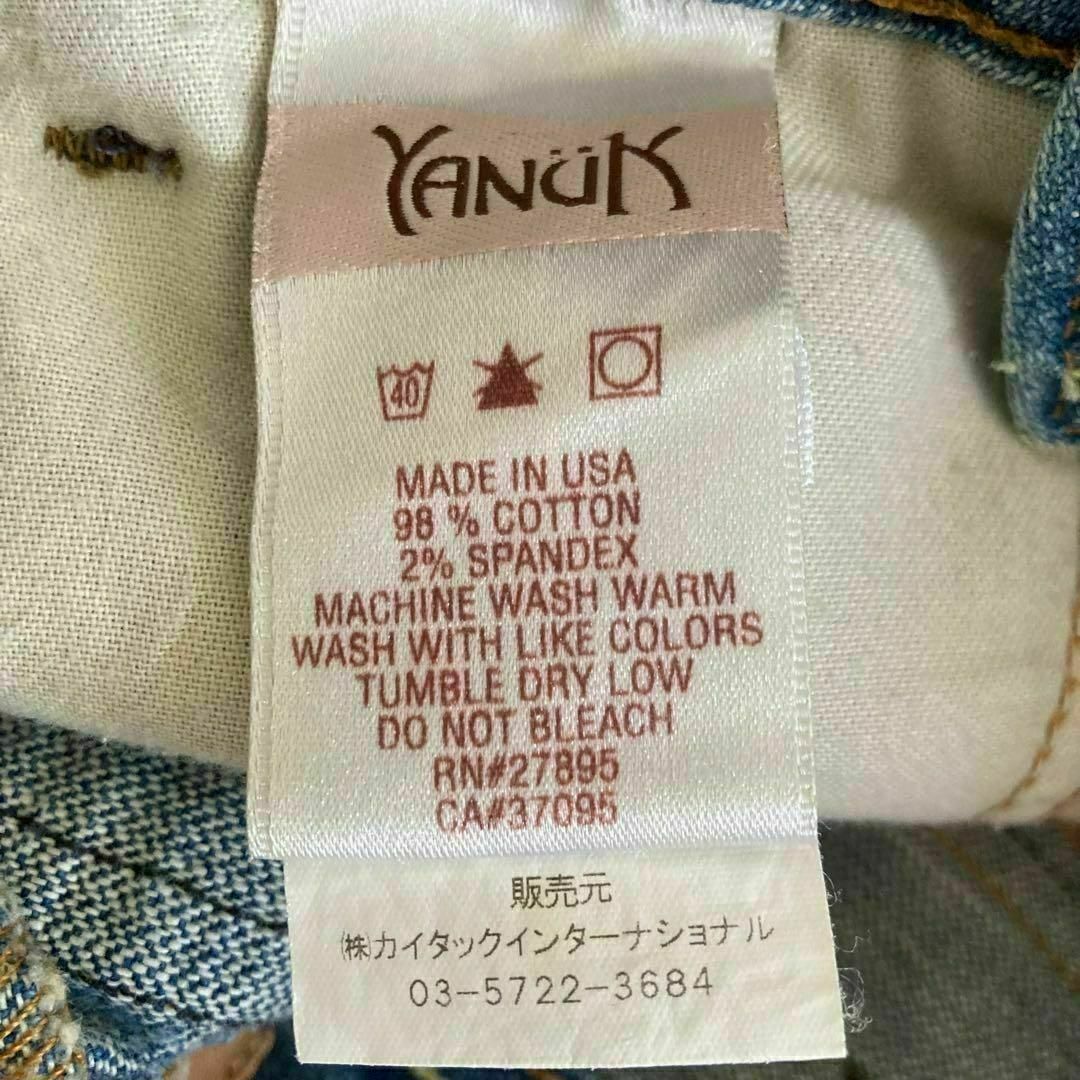 YANÜK
40
MADE IN USA
98 % COTTON
2% SPANDEX
MACHINE WASH WARM
WASH WITH LIKE COLORS
TUMBLE DRY LOW
DO NOT BLEACH
RN#27895
CA#37095
販売元
㈱カイタックインターナショナル
03-5722-3684